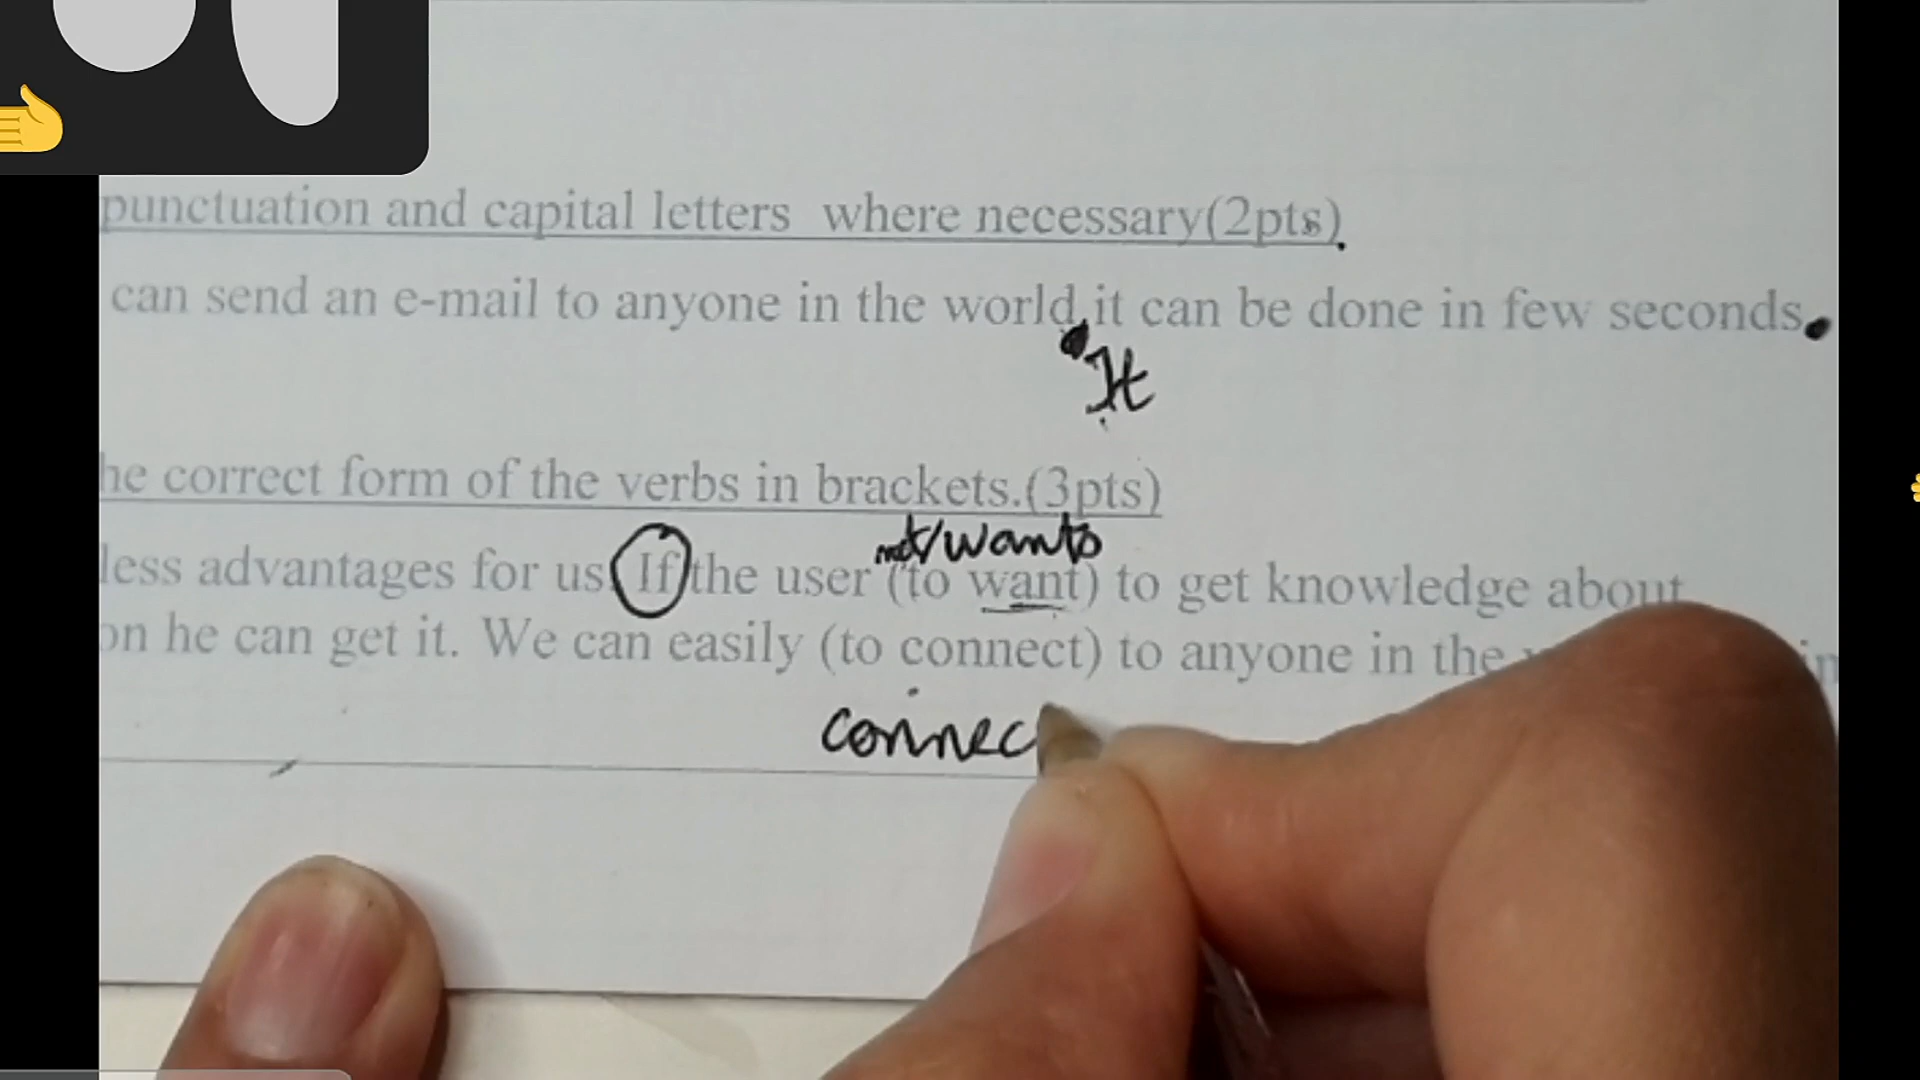 punctuation and capital letters where necessary(2pts).
can send an e-mail to anyone in the world,it can be done in few seconds.
. It
he correct form of the verbs in brackets.(3pts)
wants
less advantages for us. If the user (to want) to get knowledge about
on he can get it. We can easily (to connect) to anyone in the
connec